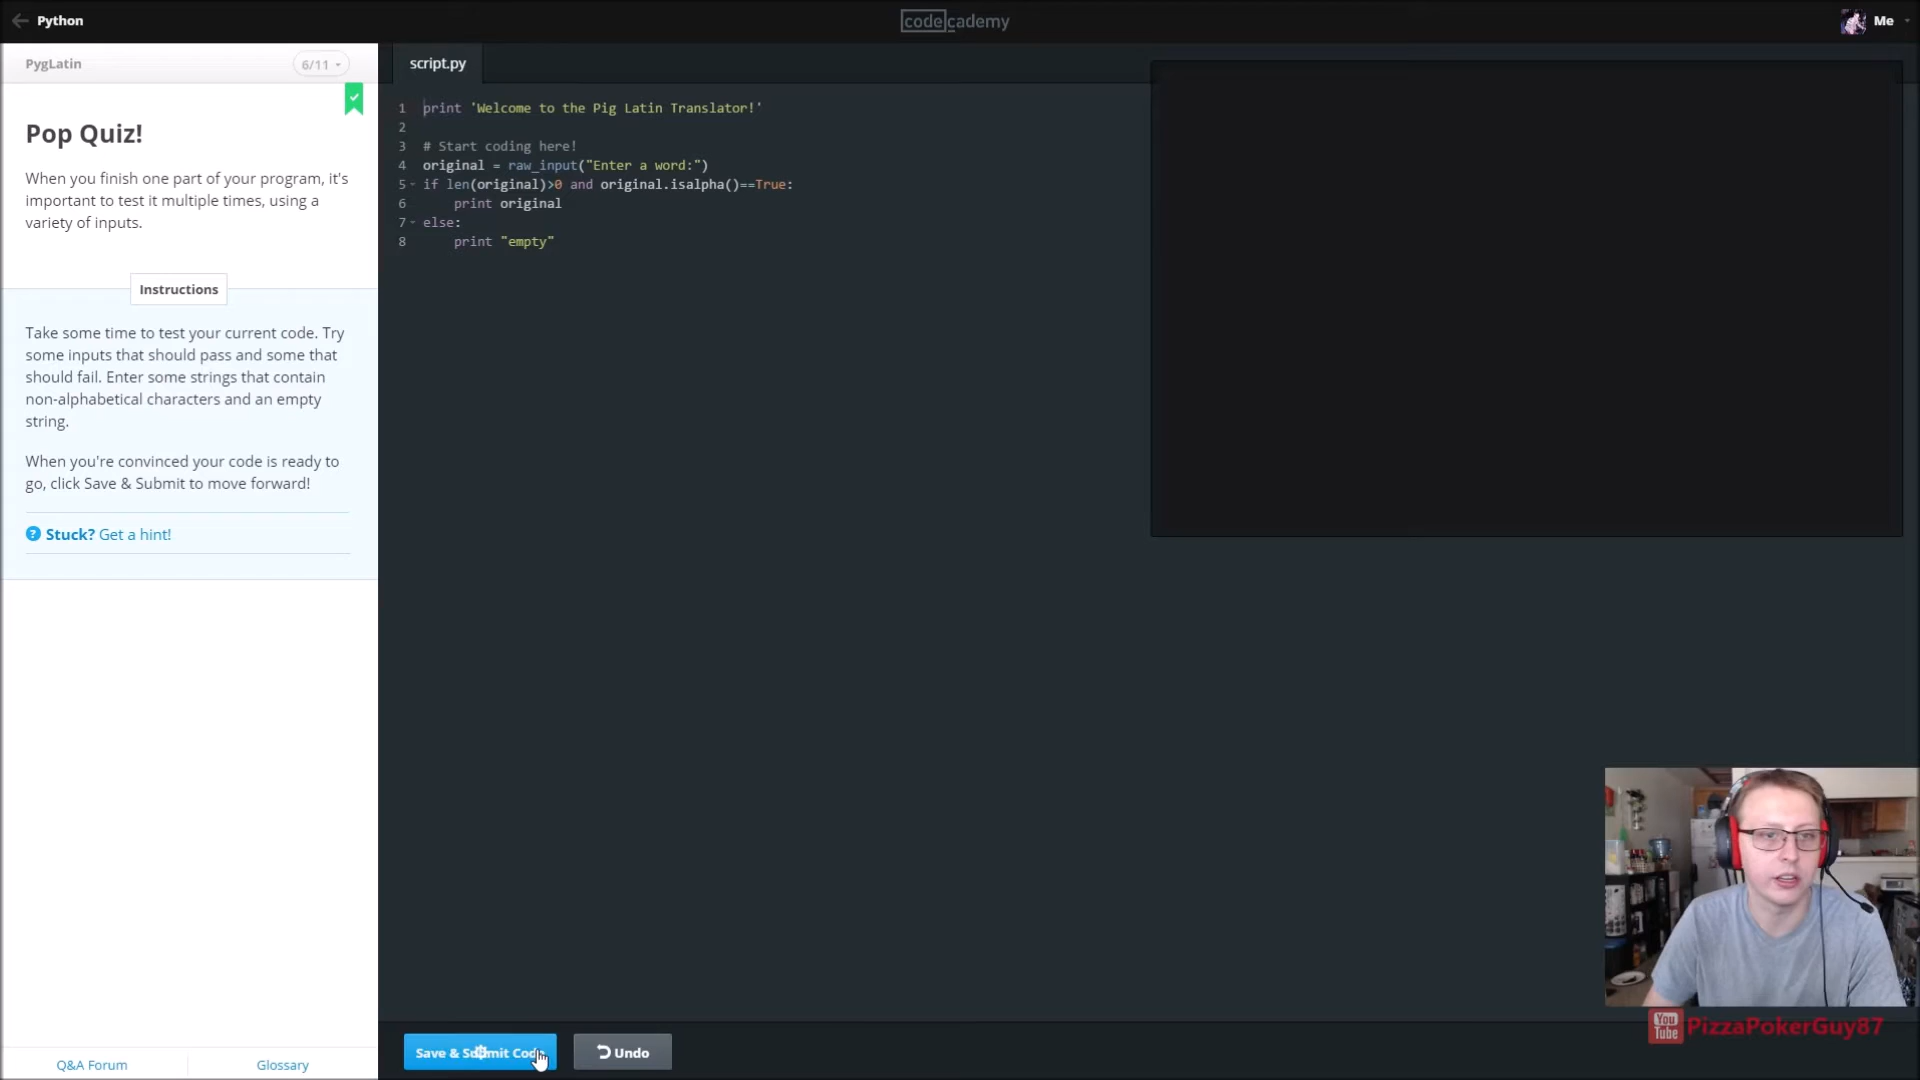 Python
codecademy
Me
PygLatin
6/11
script.py
Pop Quiz!
When you finish one part of your program, it's
important to test it multiple times, using a
variety of inputs.
Instructions
Take some time to test your current code. Try
some inputs that should pass and some that
should fail. Enter some strings that contain
non-alphabetical characters and an empty
string.
When you're convinced your code is ready to
go, click Save & Submit to move forward!
? Stuck? Get a hint!
Q&A Forum
Glossary
1 print 'Welcome to the Pig Latin Translator!'
2
3 # Start coding here!
4 original = raw_input("Enter a word:")
5 if len(original)>0 and original.isalpha()==True:
6     print original
7 else:
8     print "empty"
Save & Submit Code
Undo
You Tube PizzaPokerGuy87